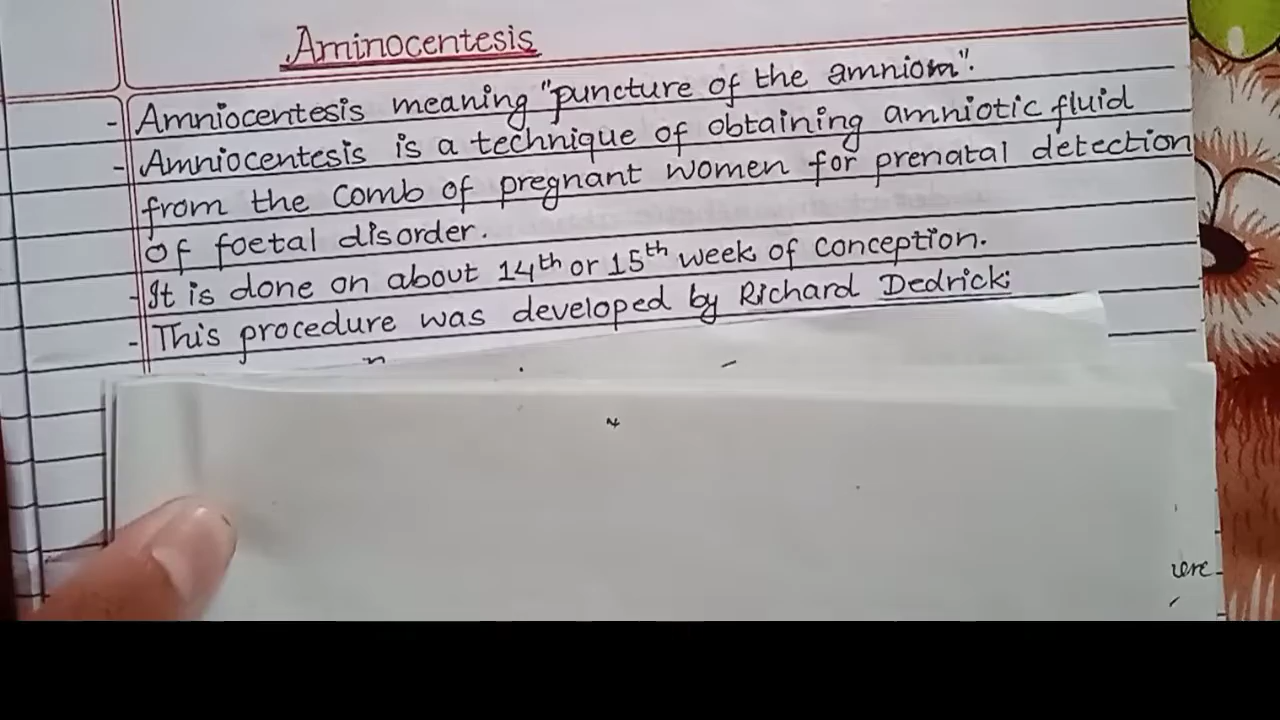 Aminocentesis
- Amniocentesis meaning "puncture of the amnion".
- Amniocentesis is a technique of obtaining amniotic fluid
from the comb of pregnant women for prenatal detection
of foetal disorder.
- It is done on about 14th or 15th week of conception.
- This procedure was developed by Richard Dedrick.